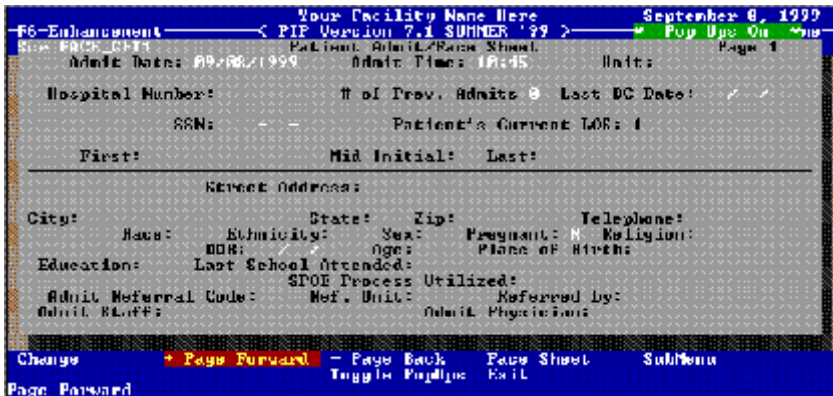 Your Facility Name Here September 8, 1999
F6-Enhancement < PIP Version 7.1 SUMMER '99 > Pop Ups On
Patient Admit/Face Sheet Page 1
Admit Date: 09/08/1999 Admit Time: 10:45 Unit:
Hospital Number: # of Prev. Admits 0 Last DC Date: / /
SSN: - - Patient's Current LOS: 1
First: Mid Initial: Last:
Street Address:
City: State: Zip: Telephone:
Race: Ethnicity: Sex: Pregnant: N Religion:
DOB: / / Age: Place of Birth:
Education: Last School Attended:
SPOE Process Utilized:
Admit Referral Code: Ref. Unit: Referred by:
Admit Staff: Admit Physician:
Change + Page Forward - Page Back Face Sheet SubMenu
Toggle PopUps Exit
Page Forward